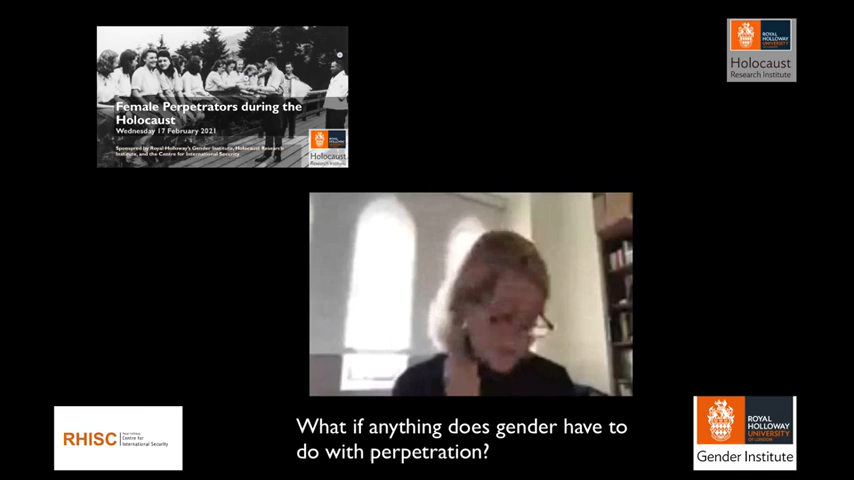 Female Perpetrators during the
Holocaust
Wednesday 17 February 2021
Sponsored by Royal Holloway's Gender Institute, Holocaust Research
Institute, and the Centre for International Security
ROYAL
HOLLOWAY
Holocaust
Research Institute
ROYAL
HOLLOWAY
UNIVERSITY
OF LONDON
Holocaust
Research Institute
RHISC
Royal Holloway
Centre for
International Security
What if anything does gender have to
do with perpetration?
ROYAL
HOLLOWAY
UNIVERSITY
OF LONDON
Gender Institute